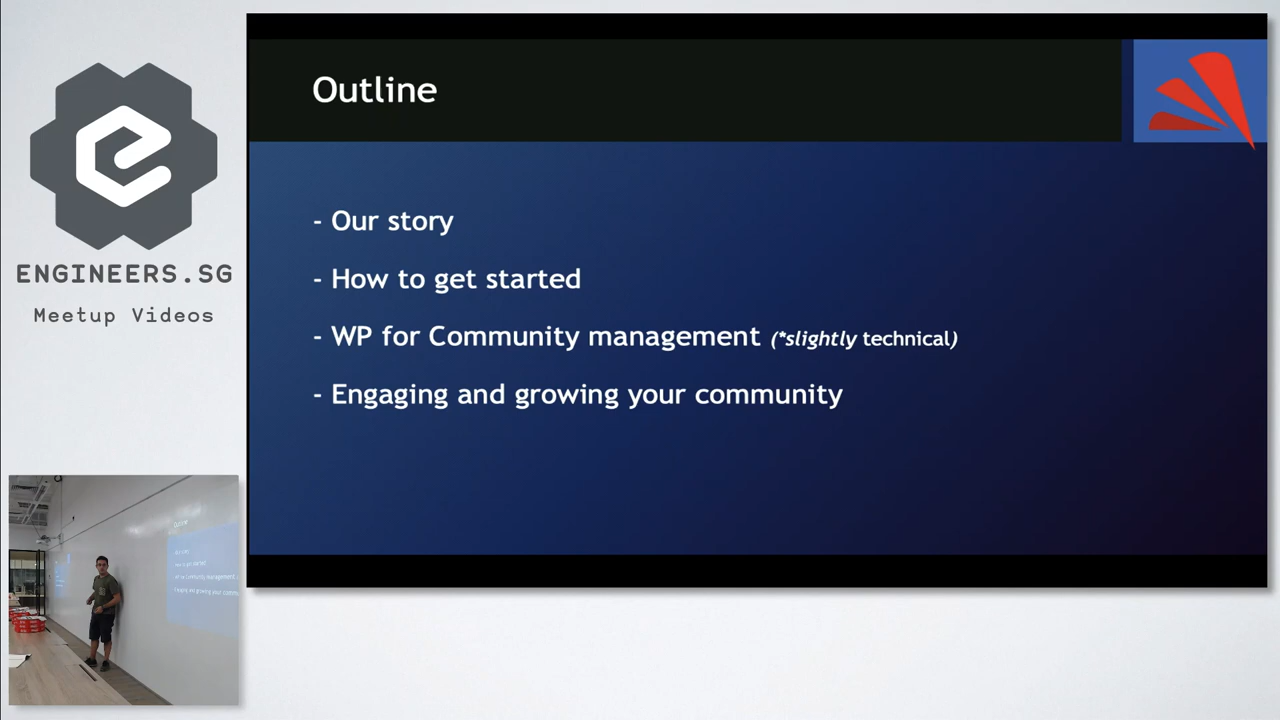 ENGINEERS.SG
Meetup Videos
Outline
- Our story
- How to get started
- WP for Community management (*slightly technical)
- Engaging and growing your community